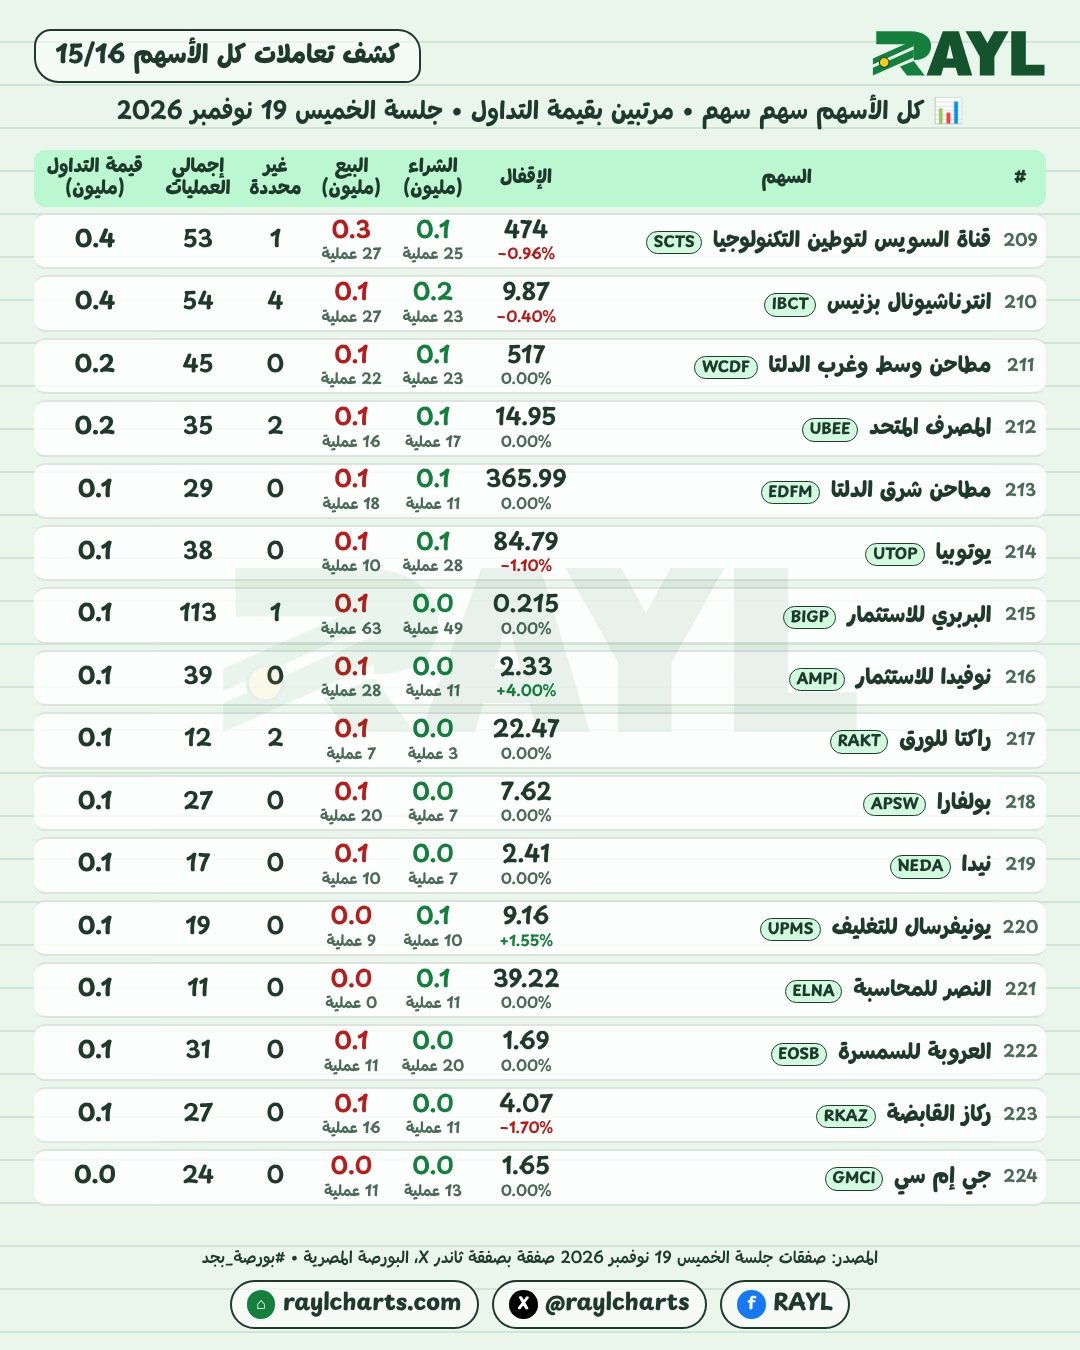 RAYL
كشف تعاملات كل الأسهم 15/16
📊 كل الأسهم سهم سهم • مرتبين بقيمة التداول • جلسة الخميس 19 نوفمبر 2026
# السهم الإقفال الشراء (مليون) البيع (مليون) غير محددة إجمالي العمليات قيمة التداول (مليون)
209 قناة السويس لتوطين التكنولوجيا SCTS 474 −0.96% 0.1 25 عملية 0.3 27 عملية 1 53 0.4
210 انترناشيونال بزنيس IBCT 9.87 −0.40% 0.2 23 عملية 0.1 27 عملية 4 54 0.4
211 مطاحن وسط وغرب الدلتا WCDF 517 0.00% 0.1 23 عملية 0.1 22 عملية 0 45 0.2
212 المصرف المتحد UBEE 14.95 0.00% 0.1 17 عملية 0.1 16 عملية 2 35 0.2
213 مطاحن شرق الدلتا EDFM 365.99 0.00% 0.1 11 عملية 0.1 18 عملية 0 29 0.1
214 يوتوبيا UTOP 84.79 −1.10% 0.1 28 عملية 0.1 10 عملية 0 38 0.1
215 البربري للاستثمار BIGP 0.215 0.00% 0.0 49 عملية 0.1 63 عملية 1 113 0.1
216 نوفيدا للاستثمار AMPI 2.33 +4.00% 0.0 11 عملية 0.1 28 عملية 0 39 0.1
217 راكتا للورق RAKT 22.47 0.00% 0.0 3 عملية 0.1 7 عملية 2 12 0.1
218 بولفارا APSW 7.62 0.00% 0.0 7 عملية 0.1 20 عملية 0 27 0.1
219 نيدا NEDA 2.41 0.00% 0.0 7 عملية 0.1 10 عملية 0 17 0.1
220 يونيفرسال للتغليف UPMS 9.16 +1.55% 0.1 10 عملية 0.0 9 عملية 0 19 0.1
221 النصر للمحاسبة ELNA 39.22 0.00% 0.1 11 عملية 0.0 0 عملية 0 11 0.1
222 العروبة للسمسرة EOSB 1.69 0.00% 0.0 20 عملية 0.1 11 عملية 0 31 0.1
223 ركاز القابضة RKAZ 4.07 −1.70% 0.0 11 عملية 0.1 16 عملية 0 27 0.1
224 جي إم سي GMCI 1.65 0.00% 0.0 13 عملية 0.0 11 عملية 0 24 0.0
RAYL
المصدر: صفقات جلسة الخميس 19 نوفمبر 2026 صفقة بصفقة ثاندر X، البورصة المصرية • #بورصة_بجد
raylcharts.com @raylcharts RAYL